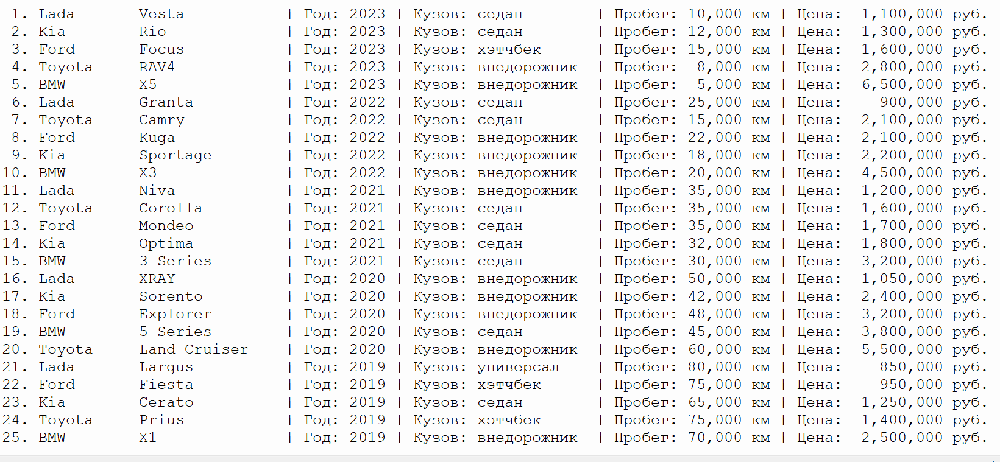 1. Lada Vesta | Год: 2023 | Кузов: седан | Пробег: 10,000 км | Цена: 1,100,000 руб.
2. Kia Rio | Год: 2023 | Кузов: седан | Пробег: 12,000 км | Цена: 1,300,000 руб.
3. Ford Focus | Год: 2023 | Кузов: хэтчбек | Пробег: 15,000 км | Цена: 1,600,000 руб.
4. Toyota RAV4 | Год: 2023 | Кузов: внедорожник | Пробег: 8,000 км | Цена: 2,800,000 руб.
5. BMW X5 | Год: 2023 | Кузов: внедорожник | Пробег: 5,000 км | Цена: 6,500,000 руб.
6. Lada Granta | Год: 2022 | Кузов: седан | Пробег: 25,000 км | Цена: 900,000 руб.
7. Toyota Camry | Год: 2022 | Кузов: седан | Пробег: 15,000 км | Цена: 2,100,000 руб.
8. Ford Kuga | Год: 2022 | Кузов: внедорожник | Пробег: 22,000 км | Цена: 2,100,000 руб.
9. Kia Sportage | Год: 2022 | Кузов: внедорожник | Пробег: 18,000 км | Цена: 2,200,000 руб.
10. BMW X3 | Год: 2022 | Кузов: внедорожник | Пробег: 20,000 км | Цена: 4,500,000 руб.
11. Lada Niva | Год: 2021 | Кузов: внедорожник | Пробег: 35,000 км | Цена: 1,200,000 руб.
12. Toyota Corolla | Год: 2021 | Кузов: седан | Пробег: 35,000 км | Цена: 1,600,000 руб.
13. Ford Mondeo | Год: 2021 | Кузов: седан | Пробег: 35,000 км | Цена: 1,700,000 руб.
14. Kia Optima | Год: 2021 | Кузов: седан | Пробег: 32,000 км | Цена: 1,800,000 руб.
15. BMW 3 Series | Год: 2021 | Кузов: седан | Пробег: 30,000 км | Цена: 3,200,000 руб.
16. Lada XRAY | Год: 2020 | Кузов: внедорожник | Пробег: 50,000 км | Цена: 1,050,000 руб.
17. Kia Sorento | Год: 2020 | Кузов: внедорожник | Пробег: 42,000 км | Цена: 2,400,000 руб.
18. Ford Explorer | Год: 2020 | Кузов: внедорожник | Пробег: 48,000 км | Цена: 3,200,000 руб.
19. BMW 5 Series | Год: 2020 | Кузов: седан | Пробег: 45,000 км | Цена: 3,800,000 руб.
20. Toyota Land Cruiser | Год: 2020 | Кузов: внедорожник | Пробег: 60,000 км | Цена: 5,500,000 руб.
21. Lada Largus | Год: 2019 | Кузов: универсал | Пробег: 80,000 км | Цена: 850,000 руб.
22. Ford Fiesta | Год: 2019 | Кузов: хэтчбек | Пробег: 75,000 км | Цена: 950,000 руб.
23. Kia Cerato | Год: 2019 | Кузов: седан | Пробег: 65,000 км | Цена: 1,250,000 руб.
24. Toyota Prius | Год: 2019 | Кузов: хэтчбек | Пробег: 75,000 км | Цена: 1,400,000 руб.
25. BMW X1 | Год: 2019 | Кузов: внедорожник | Пробег: 70,000 км | Цена: 2,500,000 руб.